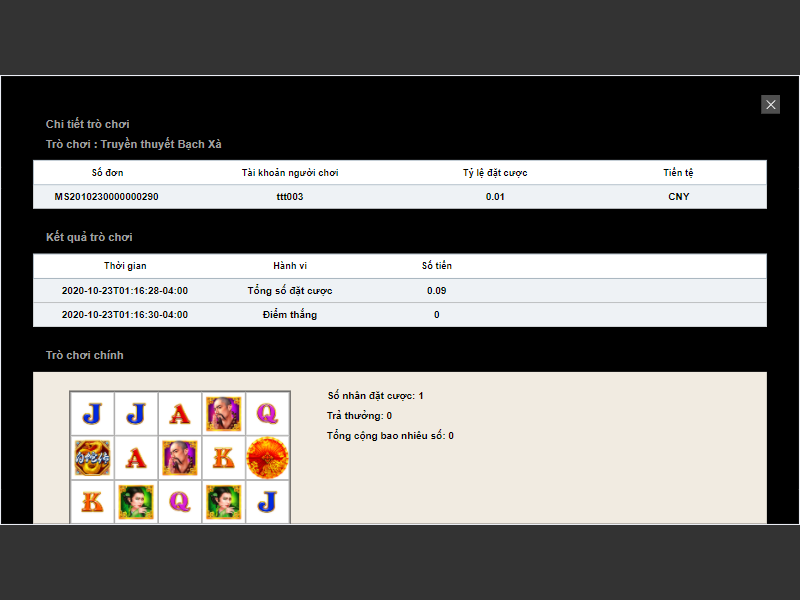 Chi tiết trò chơi
Trò chơi : Truyền thuyết Bạch Xà
Số đơn Tài khoản người chơi Tỷ lệ đặt cược Tiền tệ
MS2010230000000290 ttt003 0.01 CNY
Kết quả trò chơi
Thời gian Hành vi Số tiền
2020-10-23T01:16:28-04:00 Tổng số đặt cược 0.09
2020-10-23T01:16:30-04:00 Điểm thắng 0
Trò chơi chính
Số nhân đặt cược: 1
Trả thưởng: 0
Tổng cộng bao nhiêu số: 0
J J A Q
A K
K Q J